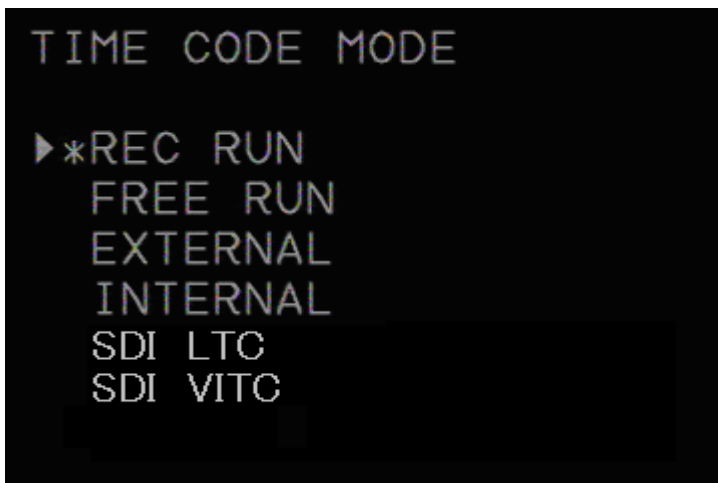 TIME CODE MODE
▶*REC RUN
FREE RUN
EXTERNAL
INTERNAL
SDI LTC
SDI VITC